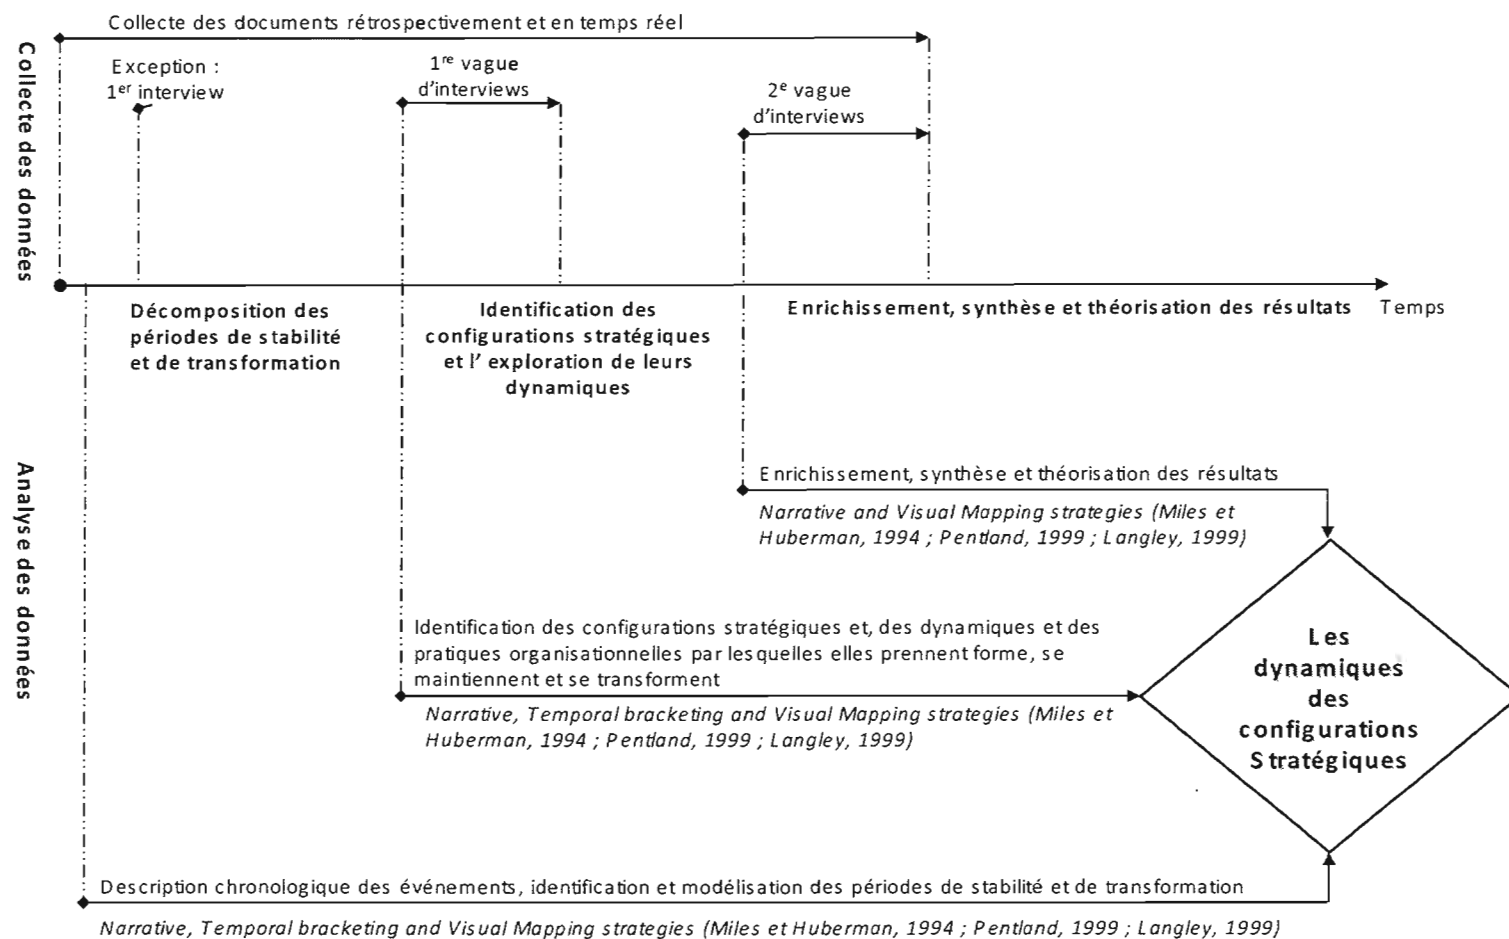 Collecte des documents rétrospectivement et en temps réel
Collecte des données
Exception :
1er interview
1re vague
d'interviews
2e vague
d'interviews
Décomposition des
périodes de stabilité
et de transformation
Identification des
configurations stratégiques
et l' exploration de leurs
dynamiques
Enrichissement, synthèse et théorisation des résultats
Temps
Analyse des données
Enrichissement, synthèse et théorisation des résultats
Narrative and Visual Mapping strategies (Miles et
Huberman, 1994 ; Pentland, 1999 ; Langley, 1999)
Identification des configurations stratégiques et, des dynamiques et des
pratiques organisationnelles par lesquelles elles prennent forme, se
maintiennent et se transforment
Narrative, Temporal bracketing and Visual Mapping strategies (Miles et
Huberman, 1994 ; Pentland, 1999 ; Langley, 1999)
Les
dynamiques
des
configurations
Stratégiques
Description chronologique des événements, identification et modélisation des périodes de stabilité et de transformation
Narrative, Temporal bracketing and Visual Mapping strategies (Miles et Huberman, 1994 ; Pentland, 1999 ; Langley, 1999)